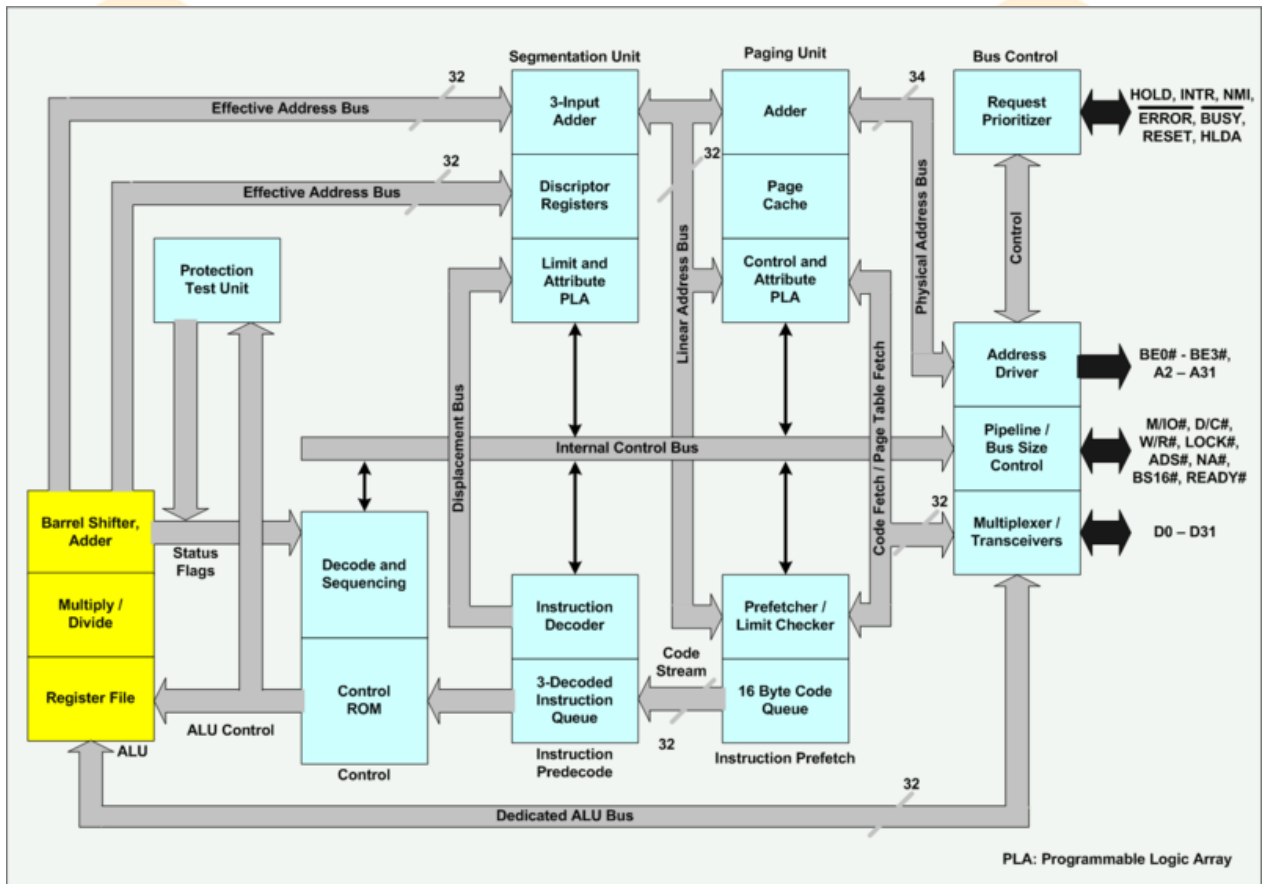 Segmentation Unit
Paging Unit
Bus Control
32
34
Effective Address Bus
3-Input
Adder
Adder
Request
Prioritizer
HOLD, INTR, NMI,
ERROR, BUSY,
RESET, HLDA
32
32
Effective Address Bus
Discriptor
Registers
Page
Cache
Protection
Test Unit
Limit and
Attribute
PLA
Control and
Attribute
PLA
Linear Address Bus
Physical Address Bus
Control
Address
Driver
BE0# - BE3#,
A2 – A31
Displacement Bus
Code Fetch / Page Table Fetch
Internal Control Bus
Pipeline /
Bus Size
Control
M/IO#, D/C#,
W/R#, LOCK#,
ADS#, NA#,
BS16#, READY#
Barrel Shifter,
Adder
Status
Flags
32
Multiplexer /
Transceivers
D0 – D31
Decode and
Sequencing
Multiply /
Divide
Instruction
Decoder
Prefetcher /
Limit Checker
Code
Stream
Register File
Control
ROM
3-Decoded
Instruction
Queue
16 Byte Code
Queue
ALU
ALU Control
32
Control
Instruction
Predecode
Instruction Prefetch
32
Dedicated ALU Bus
PLA: Programmable Logic Array